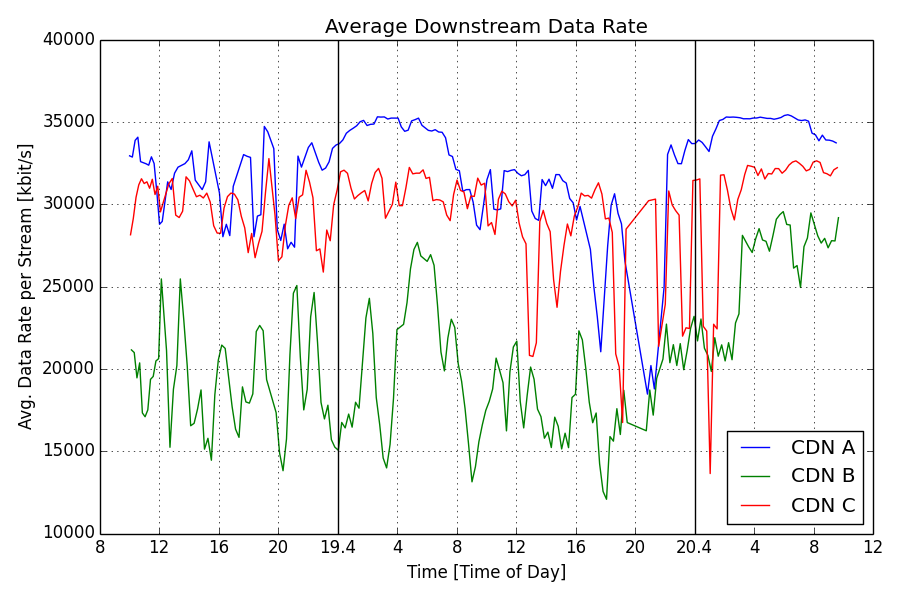 Average Downstream Data Rate
Avg. Data Rate per Stream [kbit/s]
40000
35000
30000
25000
20000
15000
10000
8 12 16 20 19.4 4 8 12 16 20 20.4 4 8 12
Time [Time of Day]
CDN A
CDN B
CDN C